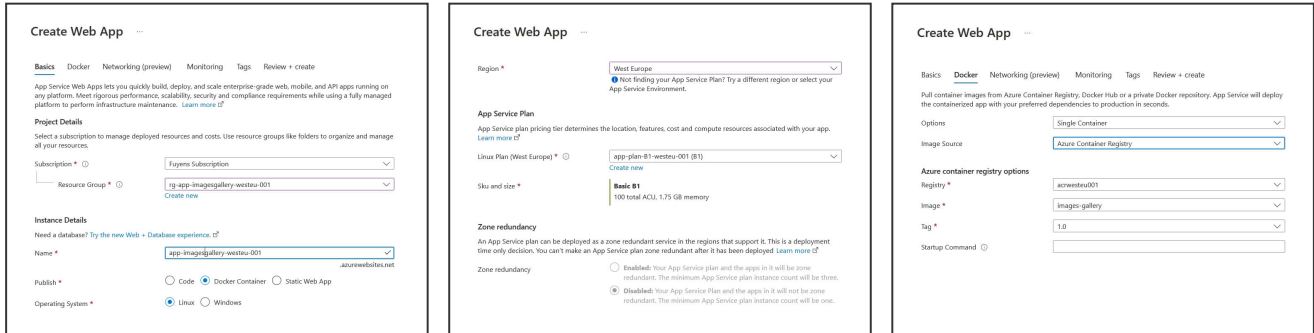 Create Web App ...
Basics Docker Networking (preview) Monitoring Tags Review + create
App Service Web Apps lets you quickly build, deploy, and scale enterprise-grade web, mobile, and API apps running on
any platform. Meet rigorous performance, scalability, security and compliance requirements while using a fully managed
platform to perform infrastructure maintenance. Learn more
Project Details
Select a subscription to manage deployed resources and costs. Use resource groups like folders to organize and manage
all your resources.
Subscription * Fuyens Subscription
Resource Group * rg-app-imagesgallery-westeu-001
Create new
Instance Details
Need a database? Try the new Web + Database experience.
Name * app-imagesgallery-westeu-001
.azurewebsites.net
Publish * Code Docker Container Static Web App
Operating System * Linux Windows
Create Web App ...
Region * West Europe
Not finding your App Service Plan? Try a different region or select your
App Service Environment.
App Service Plan
App Service plan pricing tier determines the location, features, cost and compute resources associated with your app.
Learn more
Linux Plan (West Europe) * app-plan-B1-westeu-001 (B1)
Create new
Sku and size * Basic B1
100 total ACU, 1.75 GB memory
Zone redundancy
An App Service plan can be deployed as a zone redundant service in the regions that support it. This is a deployment
time only decision. You can't make an App Service plan zone redundant after it has been deployed Learn more
Zone redundancy Enabled: Your App Service plan and the apps in it will be zone
redundant. The minimum App Service plan instance count will be three.
Disabled: Your App Service Plan and the apps in it will not be zone
redundant. The minimum App Service plan instance count will be one.
Create Web App ...
Basics Docker Networking (preview) Monitoring Tags Review + create
Pull container images from Azure Container Registry, Docker Hub or a private Docker repository. App Service will deploy
the containerized app with your preferred dependencies to production in seconds.
Options Single Container
Image Source Azure Container Registry
Azure container registry options
Registry * acrwesteu001
Image * images-gallery
Tag * 1.0
Startup Command